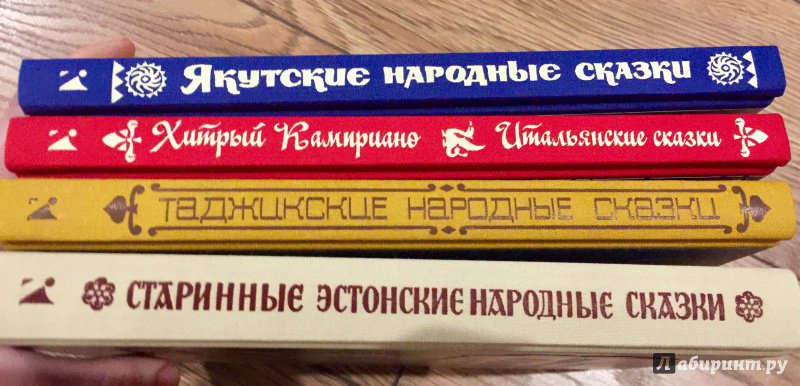 Якутские народные сказки
Хитрый Камприано Итальянские сказки
Таджикские народные сказки
Старинные эстонские народные сказки
Лабиринт.ру